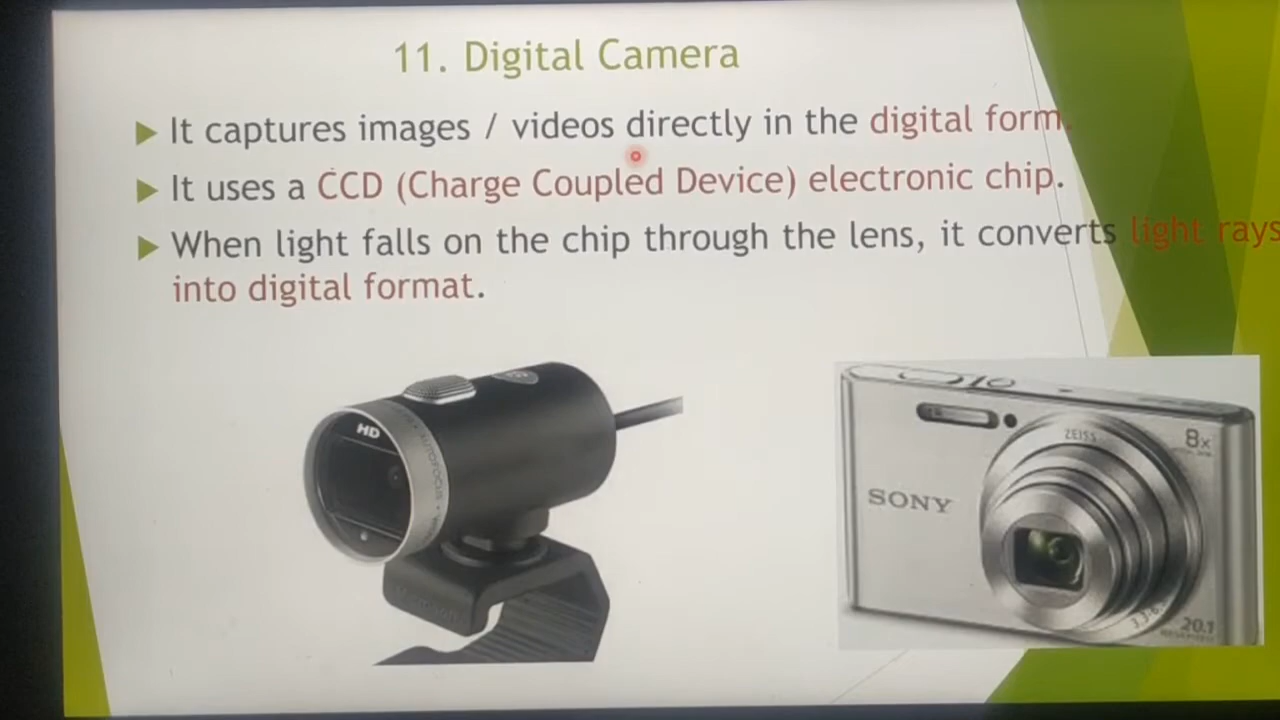 11. Digital Camera
It captures images / videos directly in the digital form.
It uses a CCD (Charge Coupled Device) electronic chip.
When light falls on the chip through the lens, it converts light rays
into digital format.
HD
AUTOFOCUS
ZEISS
8x
SONY
20.1